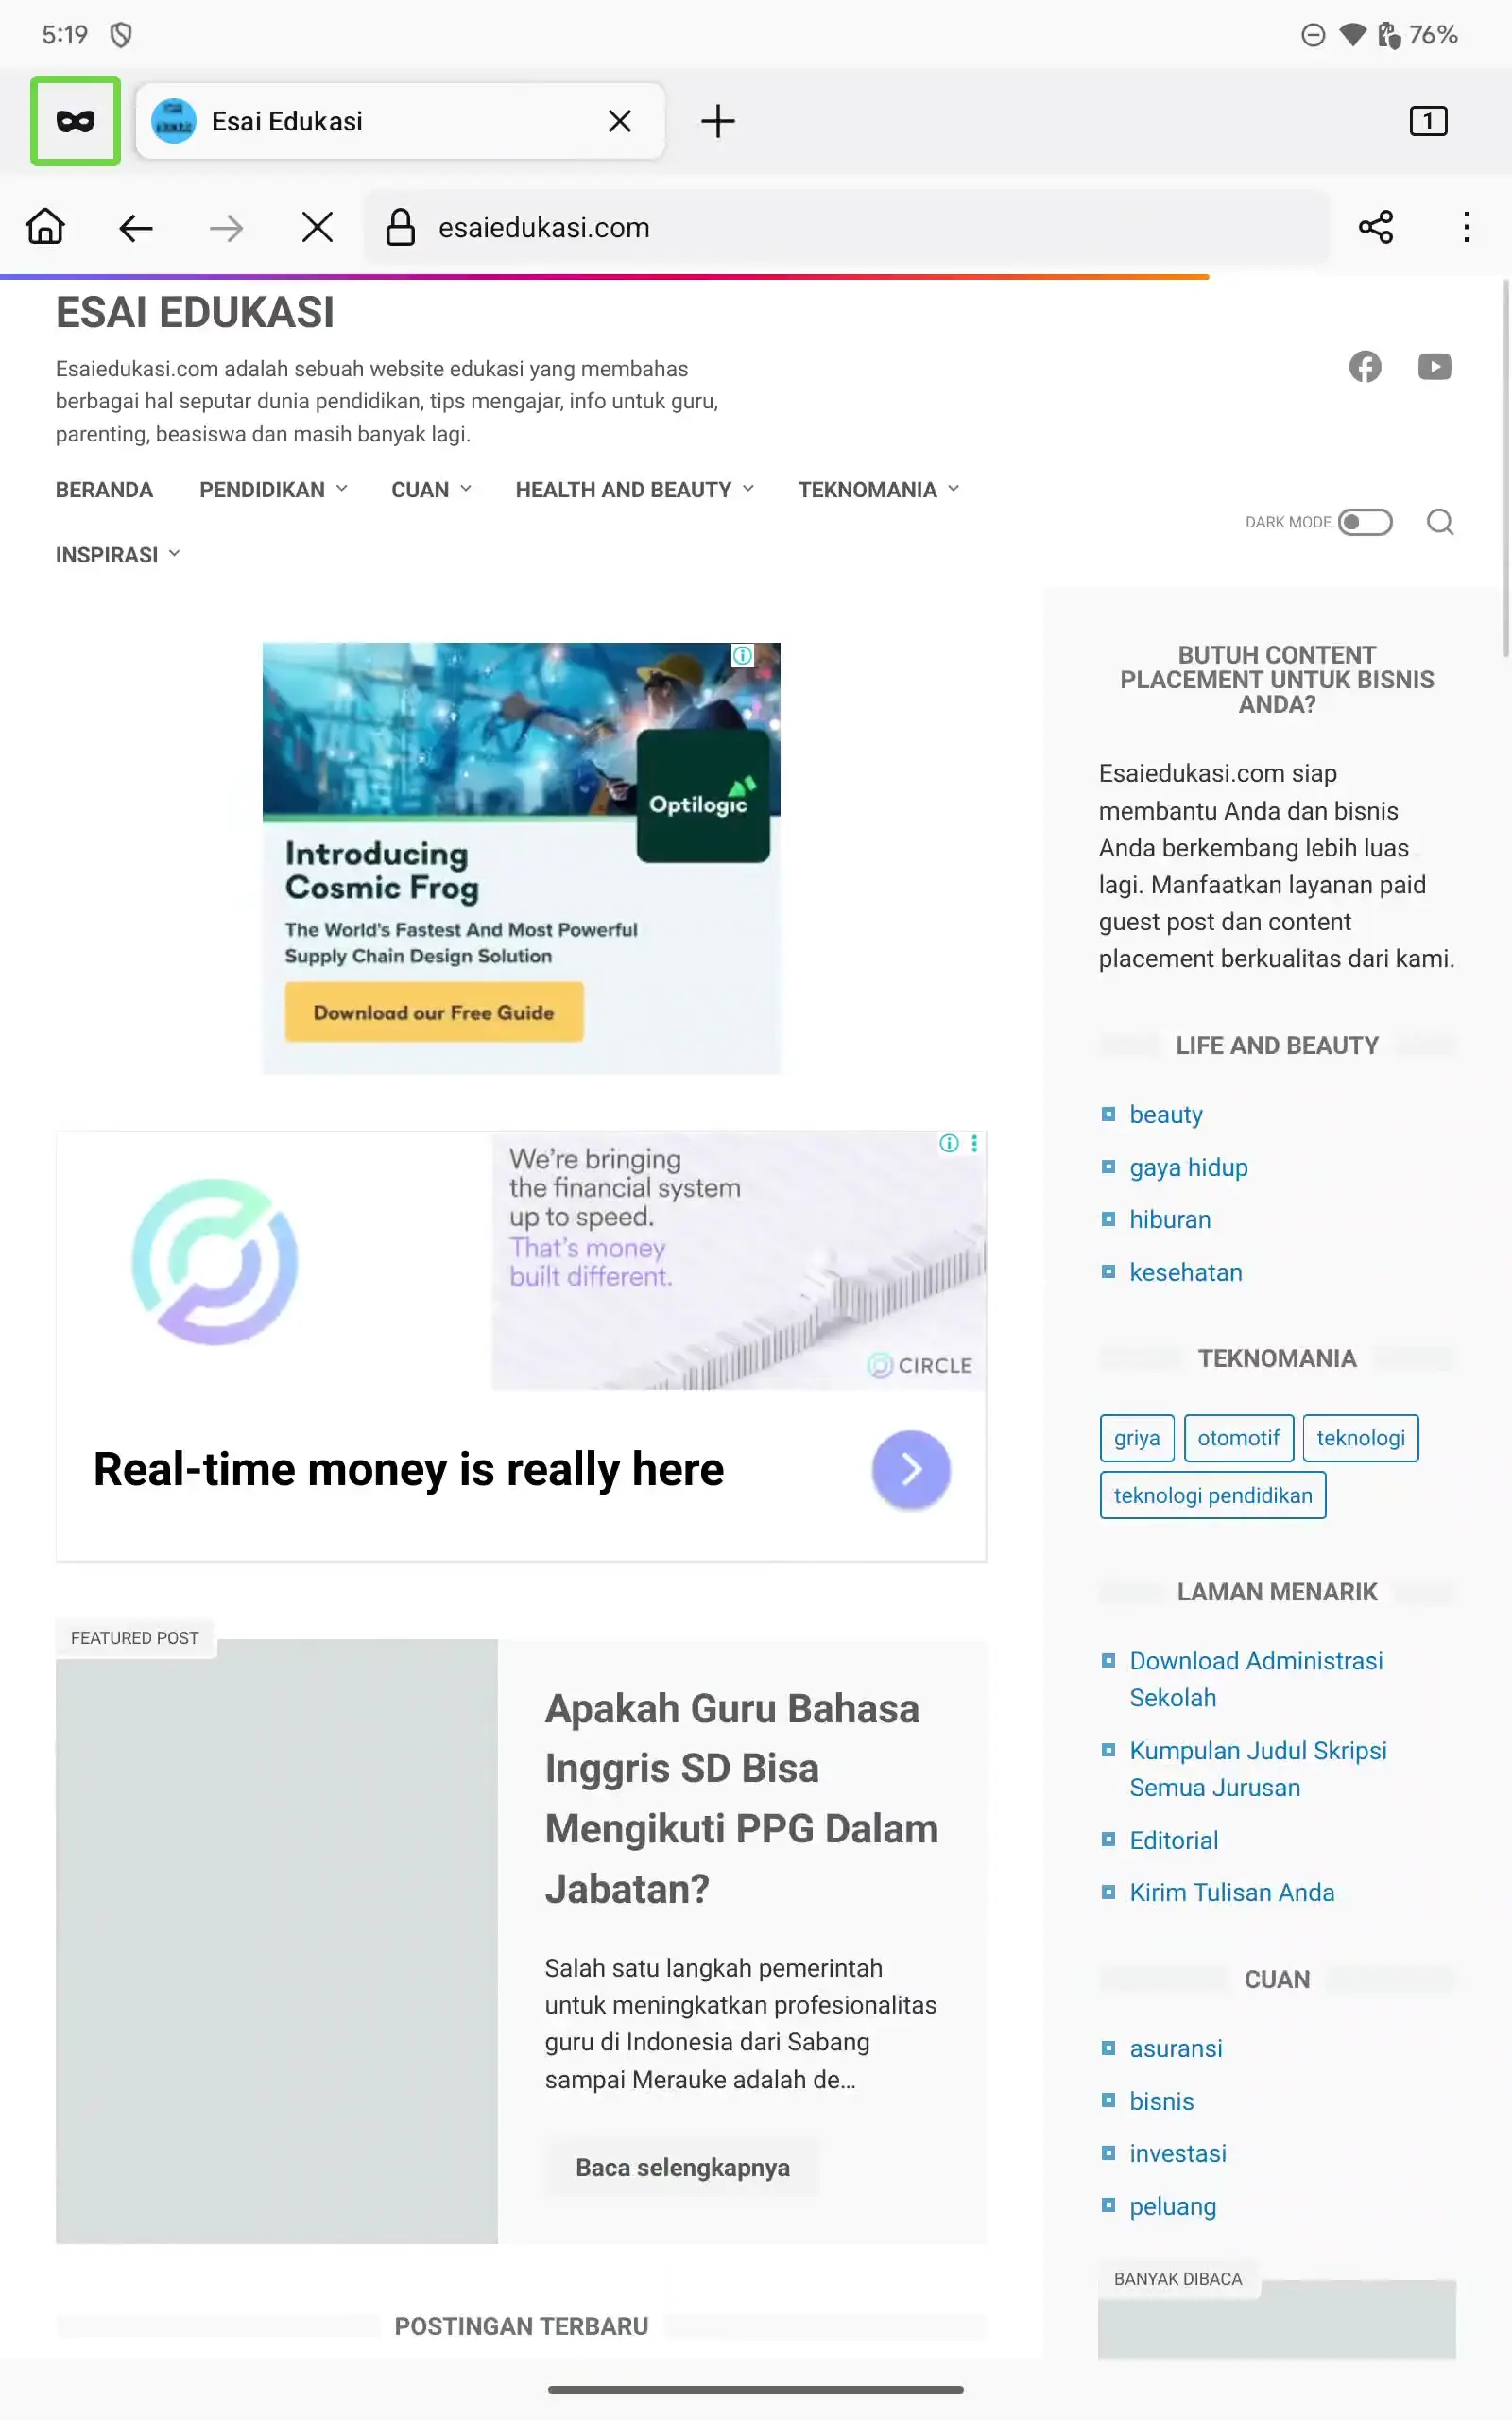 5:19
76%
Esai Edukasi
1
esaiedukasi.com
ESAI EDUKASI
Esaiedukasi.com adalah sebuah website edukasi yang membahas
berbagai hal seputar dunia pendidikan, tips mengajar, info untuk guru,
parenting, beasiswa dan masih banyak lagi.
BERANDA PENDIDIKAN CUAN HEALTH AND BEAUTY TEKNOMANIA
INSPIRASI
DARK MODE
Optilogic
Introducing
Cosmic Frog
The World's Fastest And Most Powerful
Supply Chain Design Solution
Download our Free Guide
We're bringing
the financial system
up to speed.
That's money
built different.
CIRCLE
Real-time money is really here
FEATURED POST
Apakah Guru Bahasa
Inggris SD Bisa
Mengikuti PPG Dalam
Jabatan?
Salah satu langkah pemerintah
untuk meningkatkan profesionalitas
guru di Indonesia dari Sabang
sampai Merauke adalah de...
Baca selengkapnya
POSTINGAN TERBARU
BUTUH CONTENT
PLACEMENT UNTUK BISNIS
ANDA?
Esaiedukasi.com siap
membantu Anda dan bisnis
Anda berkembang lebih luas
lagi. Manfaatkan layanan paid
guest post dan content
placement berkualitas dari kami.
LIFE AND BEAUTY
beauty
gaya hidup
hiburan
kesehatan
TEKNOMANIA
griya otomotif teknologi
teknologi pendidikan
LAMAN MENARIK
Download Administrasi
Sekolah
Kumpulan Judul Skripsi
Semua Jurusan
Editorial
Kirim Tulisan Anda
CUAN
asuransi
bisnis
investasi
peluang
BANYAK DIBACA